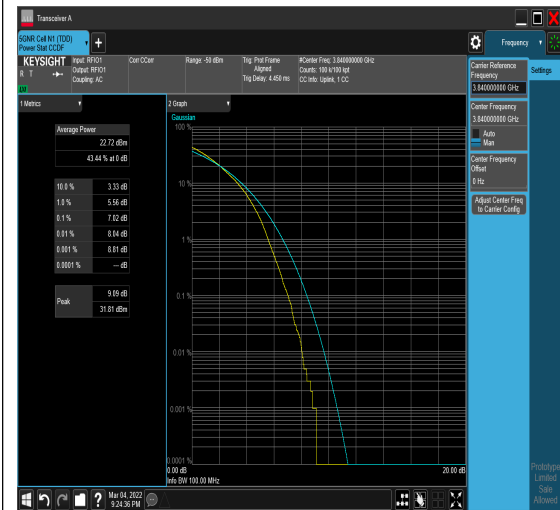 Transceiver A
5GNR Cell N1 (TDD)
Power Stat CCDF
Frequency
KEYSIGHT
R T
Input: RFIO1
Output: RFIO1
Coupling: AC
Corr CCorr
Range: -50 dBm
Trig: Prot Frame
Aligned
Trig Delay: 4.450 ms
#Center Freq: 3.840000000 GHz
Counts: 100 k/100 kpt
CC Info: Uplink, 1 CC
1 Metrics
Average Power
22.72 dBm
43.44 % at 0 dB
10.0 % 3.33 dB
1.0 % 5.56 dB
0.1 % 7.02 dB
0.01 % 8.04 dB
0.001 % 8.81 dB
0.0001 % --- dB
Peak
9.09 dB
31.81 dBm
2 Graph
Gaussian
100 %
10 %
1 %
0.1 %
0.01 %
0.001 %
0.0001 %
0.00 dB
20.00 dB
Info BW 100.00 MHz
Carrier Reference
Frequency
3.840000000 GHz
Center Frequency
3.840000000 GHz
Auto
Man
Center Frequency
Offset
0 Hz
Adjust Center Freq
to Carrier Config
Settings
Prototype
Limited
Sale
Allowed
Mar 04, 2022
9:24:36 PM